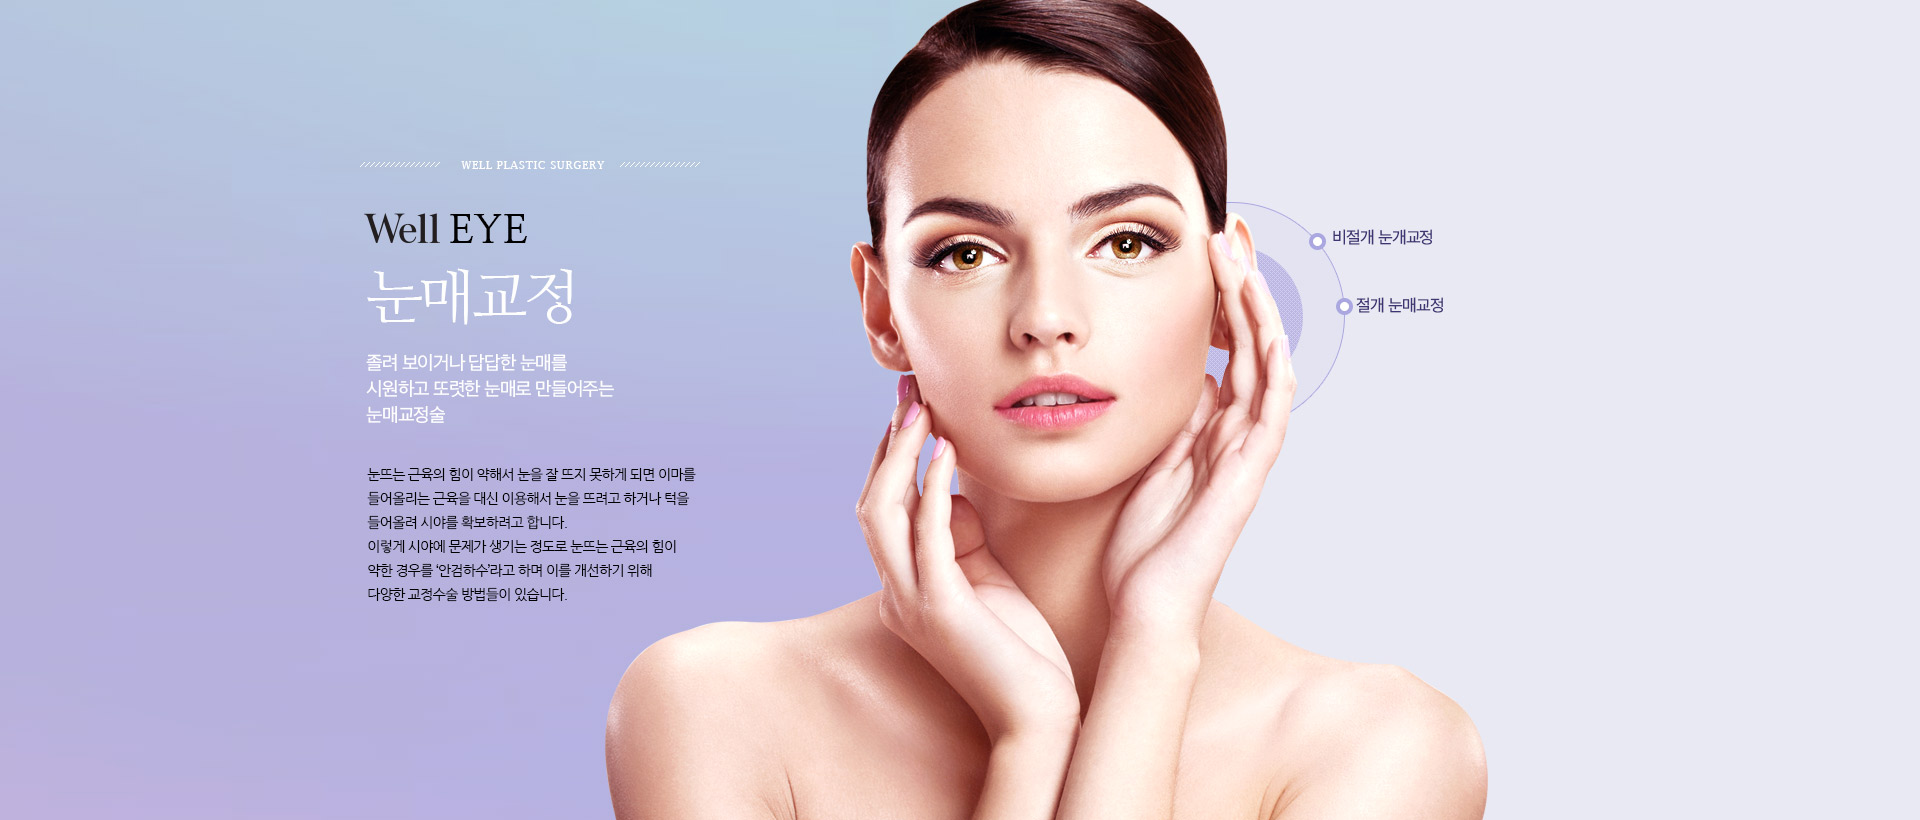 WELL PLASTIC SURGERY
Well EYE
눈매교정
졸려 보이거나 답답한 눈매를
시원하고 또렷한 눈매로 만들어주는
눈매교정술
눈뜨는 근육의 힘이 약해서 눈을 잘 뜨지 못하게 되면 이마를
들어올리는 근육을 대신 이용해서 눈을 뜨려고 하거나 턱을
들어올려 시야를 확보하려고 합니다.
이렇게 시야에 문제가 생기는 정도로 눈뜨는 근육의 힘이
약한 경우를 ‘안검하수’라고 하며 이를 개선하기 위해
다양한 교정수술 방법들이 있습니다.
비절개 눈개교정
절개 눈매교정